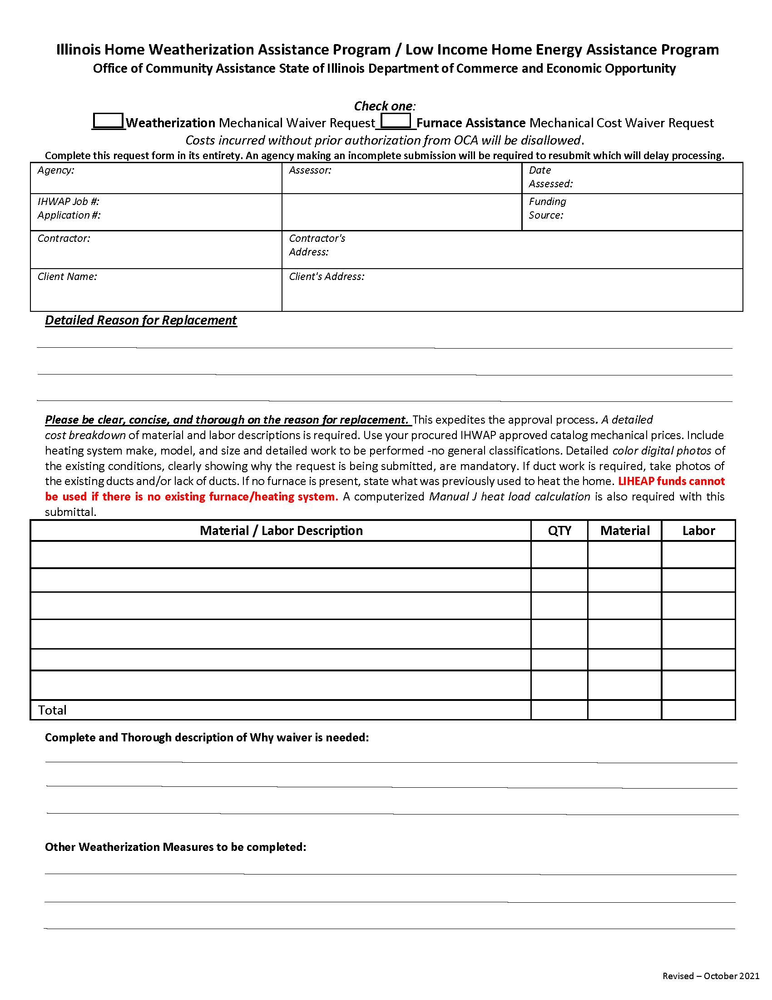 Illinois Home Weatherization Assistance Program / Low Income Home Energy Assistance Program
Office of Community Assistance State of Illinois Department of Commerce and Economic Opportunity
Check one:
Weatherization Mechanical Waiver Request Furnace Assistance Mechanical Cost Waiver Request
Costs incurred without prior authorization from OCA will be disallowed.
Complete this request form in its entirety. An agency making an incomplete submission will be required to resubmit which will delay processing.
Agency:
Assessor:
Date
Assessed:
IHWAP Job #:
Application #:
Funding
Source:
Contractor:
Contractor's
Address:
Client Name:
Client's Address:
Detailed Reason for Replacement
Please be clear, concise, and thorough on the reason for replacement. This expedites the approval process. A detailed
cost breakdown of material and labor descriptions is required. Use your procured IHWAP approved catalog mechanical prices. Include
heating system make, model, and size and detailed work to be performed -no general classifications. Detailed color digital photos of
the existing conditions, clearly showing why the request is being submitted, are mandatory. If duct work is required, take photos of
the existing ducts and/or lack of ducts. If no furnace is present, state what was previously used to heat the home. LIHEAP funds cannot
be used if there is no existing furnace/heating system. A computerized Manual J heat load calculation is also required with this
submittal.
Material / Labor Description QTY Material Labor
Total
Complete and Thorough description of Why waiver is needed:
Other Weatherization Measures to be completed:
Revised – October 2021